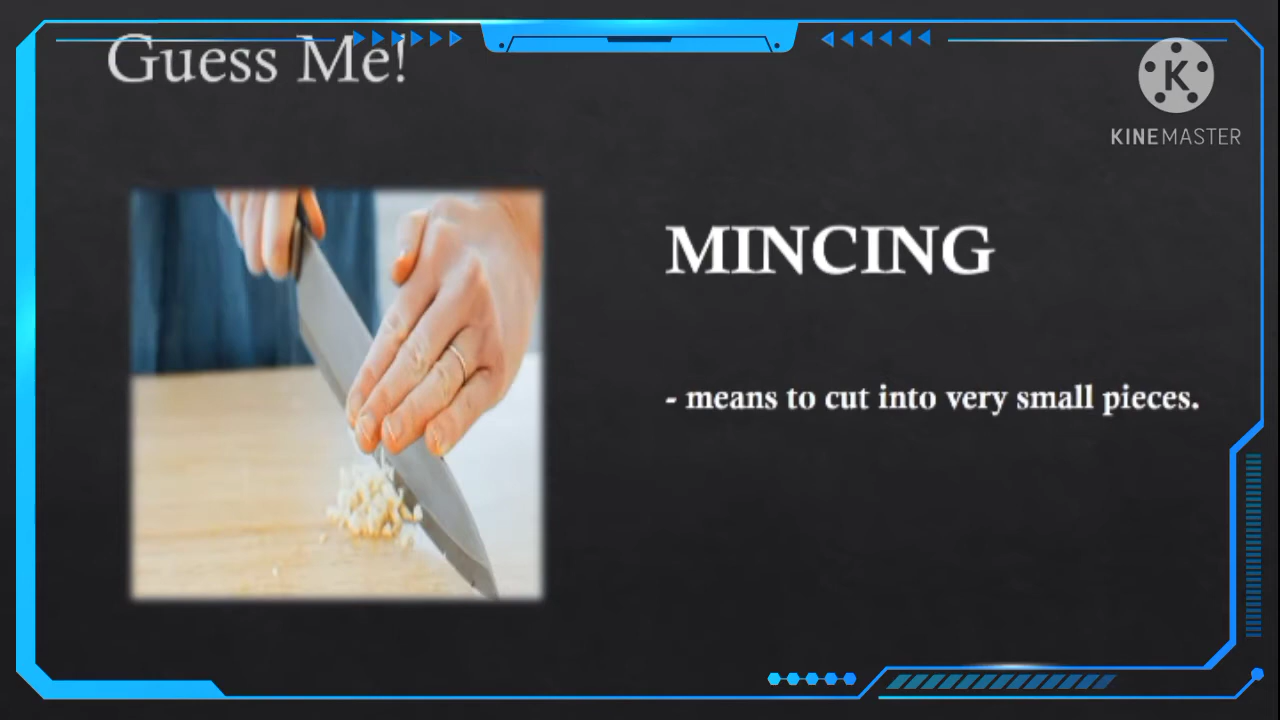 Guess Me!
K
KINEMASTER
MINCING
- means to cut into very small pieces.